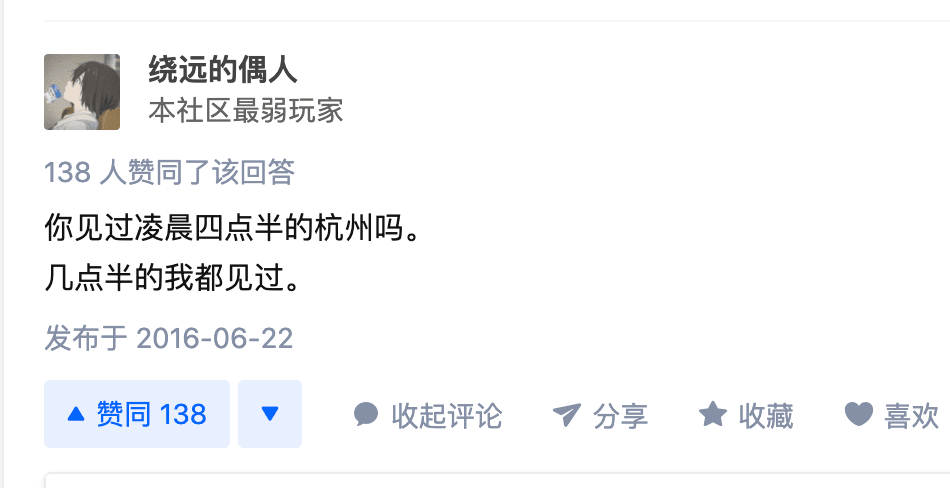 绕远的偶人
本社区最弱玩家
138 人赞同了该回答
你见过凌晨四点半的杭州吗。
几点半的我都见过。
发布于 2016-06-22
赞同 138 收起评论 分享 收藏 喜欢